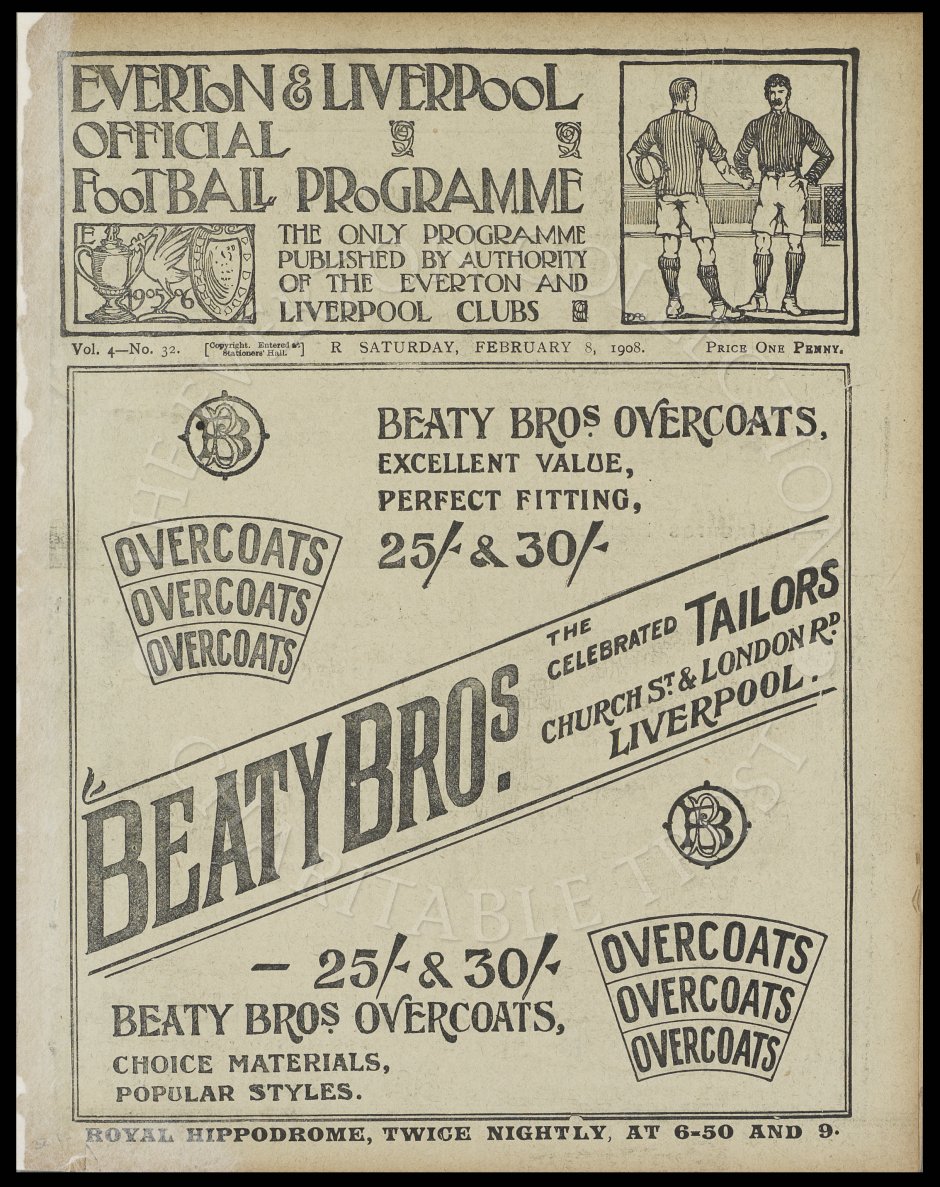 EVERTON & LIVERPOOL
OFFICIAL
FOOTBALL PROGRAMME
THE ONLY PROGRAMME
PUBLISHED BY AUTHORITY
OF THE EVERTON AND
LIVERPOOL CLUBS
E
1905 6
Vol. 4—No. 32. [Copyright. Entered at Stationers' Hall.] R SATURDAY, FEBRUARY 8, 1908. PRICE ONE PENNY.
BB
BEATY BROS OVERCOATS,
EXCELLENT VALUE,
PERFECT FITTING,
25/- & 30/-
OVERCOATS
OVERCOATS
OVERCOATS
BEATY BROS.
THE
CELEBRATED TAILORS
CHURCH ST & LONDON RD
LIVERPOOL.
BB
— 25/- & 30/-
BEATY BROS OVERCOATS,
CHOICE MATERIALS,
POPULAR STYLES.
OVERCOATS
OVERCOATS
OVERCOATS
ROYAL HIPPODROME, TWICE NIGHTLY, AT 6-50 AND 9.
CHARITABLE TRUST